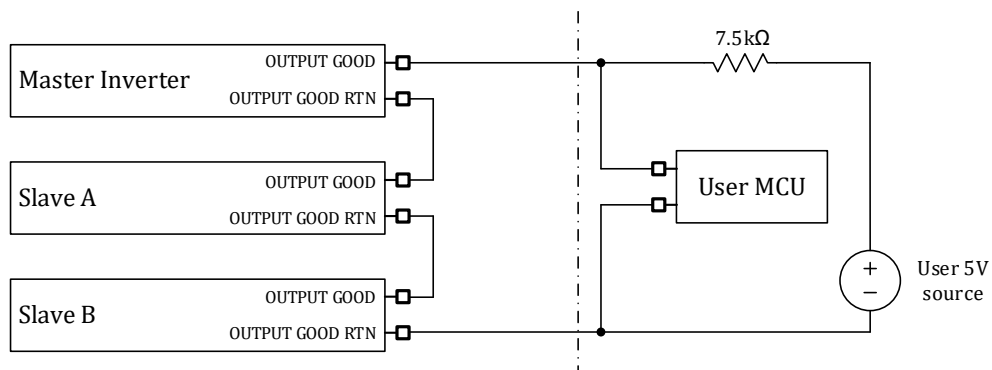 Master Inverter
OUTPUT GOOD
OUTPUT GOOD RTN
Slave A
OUTPUT GOOD
OUTPUT GOOD RTN
Slave B
OUTPUT GOOD
OUTPUT GOOD RTN
7.5kΩ
User MCU
+
−
User 5V
source